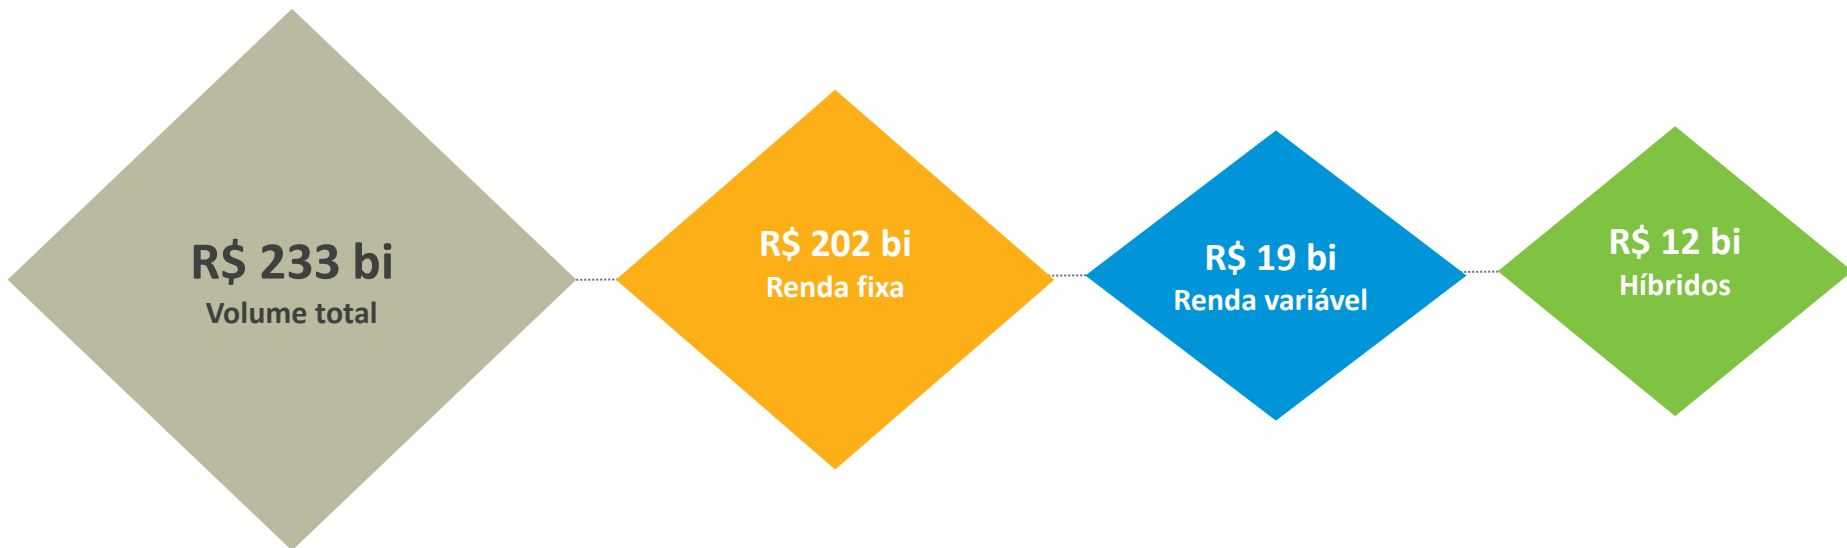 R$ 233 bi
Volume total
R$ 202 bi
Renda fixa
R$ 19 bi
Renda variável
R$ 12 bi
Híbridos